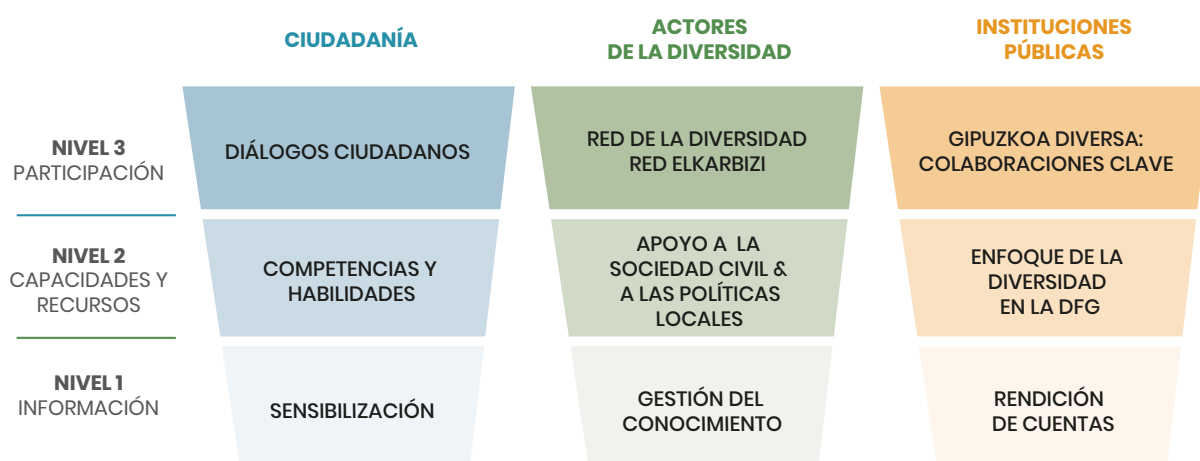 CIUDADANÍA
ACTORES
DE LA DIVERSIDAD
INSTITUCIONES
PÚBLICAS
NIVEL 3
PARTICIPACIÓN
DIÁLOGOS CIUDADANOS
RED DE LA DIVERSIDAD
RED ELKARBIZI
GIPUZKOA DIVERSA:
COLABORACIONES CLAVE
NIVEL 2
CAPACIDADES Y
RECURSOS
COMPETENCIAS Y
HABILIDADES
APOYO A LA
SOCIEDAD CIVIL &
A LAS POLÍTICAS
LOCALES
ENFOQUE DE LA
DIVERSIDAD
EN LA DFG
NIVEL 1
INFORMACIÓN
SENSIBILIZACIÓN
GESTIÓN DEL
CONOCIMIENTO
RENDICIÓN
DE CUENTAS